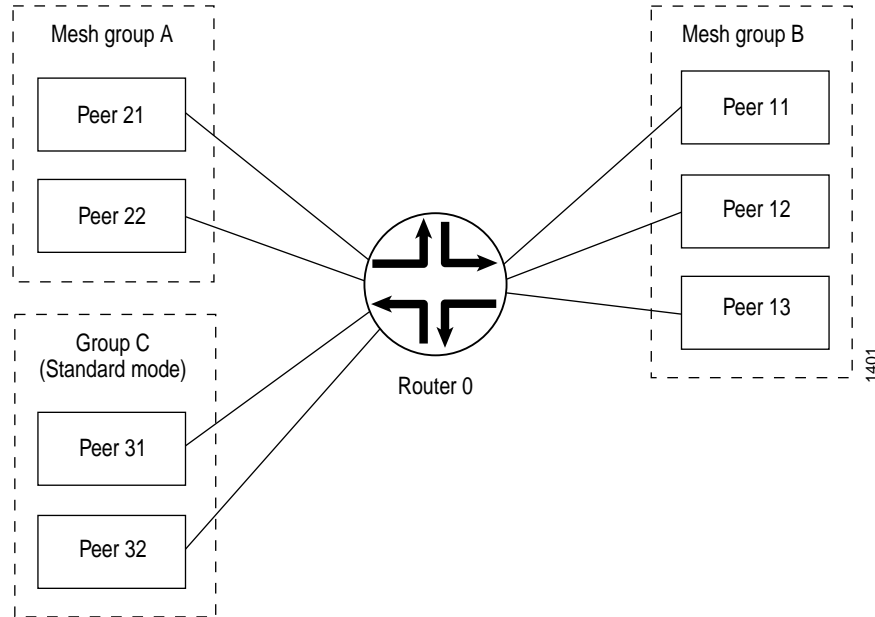 Mesh group A
Peer 21
Peer 22
Group C
(Standard mode)
Peer 31
Peer 32
Router 0
Mesh group B
Peer 11
Peer 12
Peer 13
1401